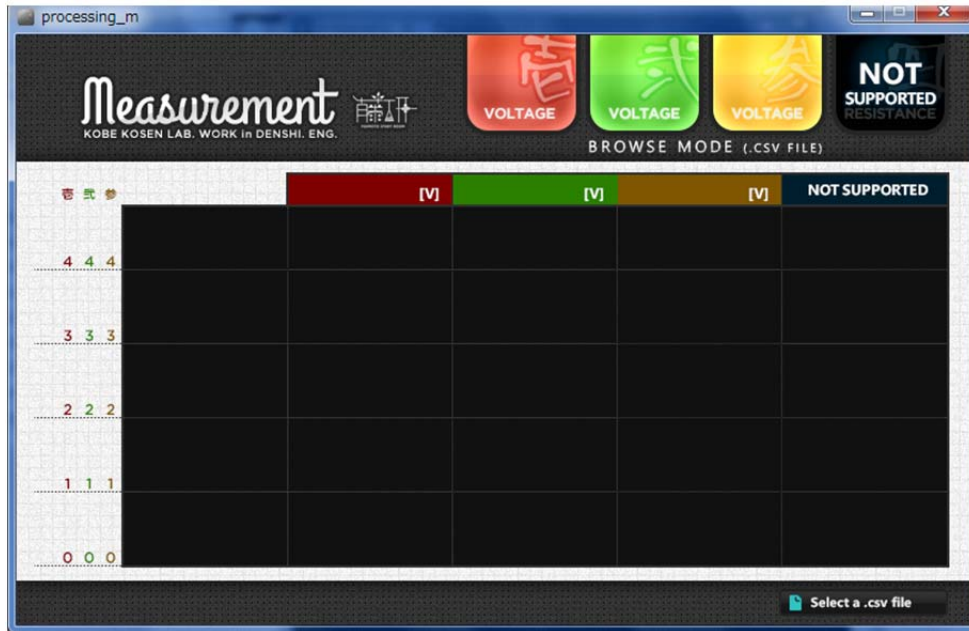 processing_m
Measurement
KOBE KOSEN LAB. WORK in DENSHI. ENG.
壱 弐 参
VOLTAGE VOLTAGE VOLTAGE NOT SUPPORTED RESISTANCE
BROWSE MODE (.CSV FILE)
壱 弐 参 [V] [V] [V] NOT SUPPORTED
4 4 4
3 3 3
2 2 2
1 1 1
0 0 0
Select a .csv file